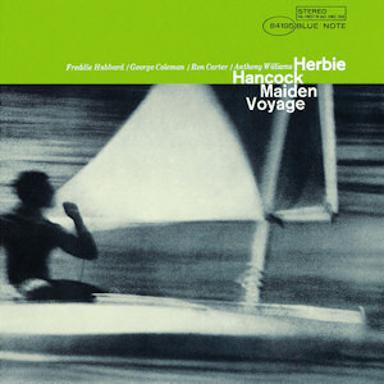 STEREO
84195 BLUE NOTE
Freddie Hubbard / George Coleman / Ron Carter / Anthony Williams Herbie
Hancock
Maiden
Voyage